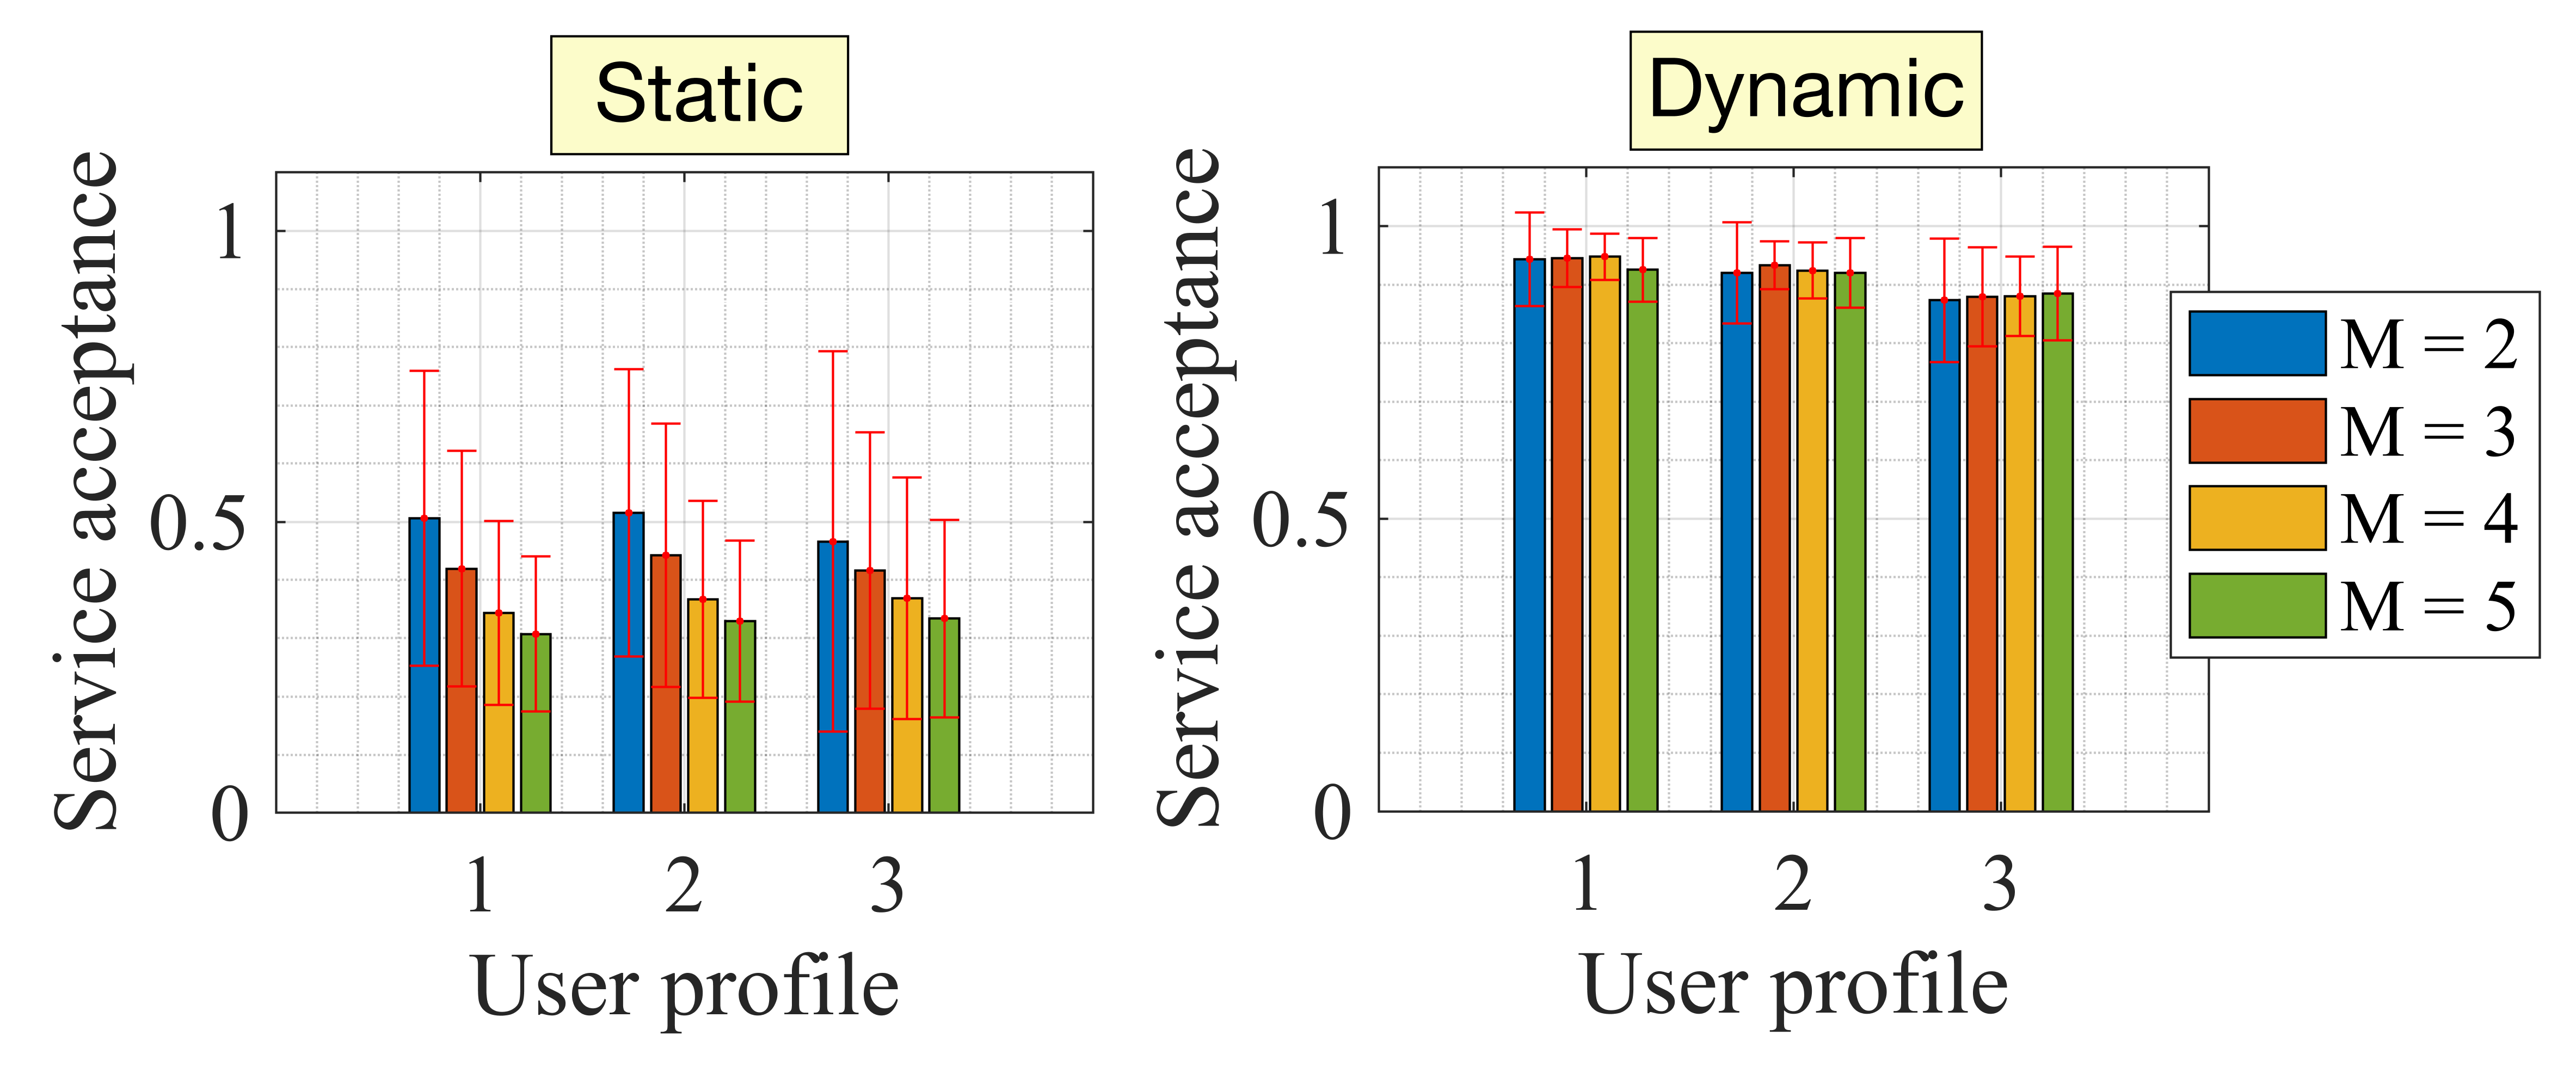 Static
Service acceptance
1
0.5
0
1 2 3
User profile
Dynamic
Service acceptance
1
0.5
0
1 2 3
User profile
M = 2
M = 3
M = 4
M = 5